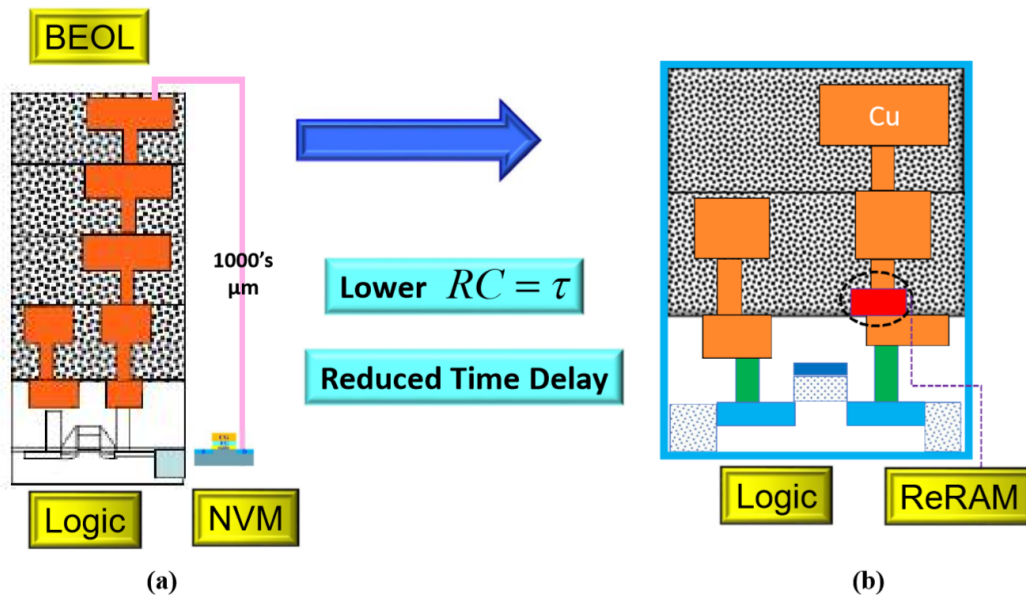 BEOL
1000's
μm
Logic
NVM
(a)
Lower RC = τ
Reduced Time Delay
Cu
Logic
ReRAM
(b)